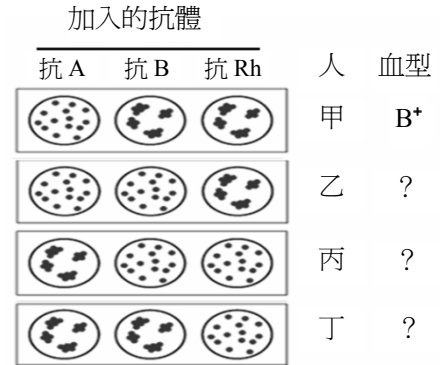 加入的抗體
抗 A 抗 B 抗 Rh 人 血型
甲 B⁺
乙 ?
丙 ?
丁 ?